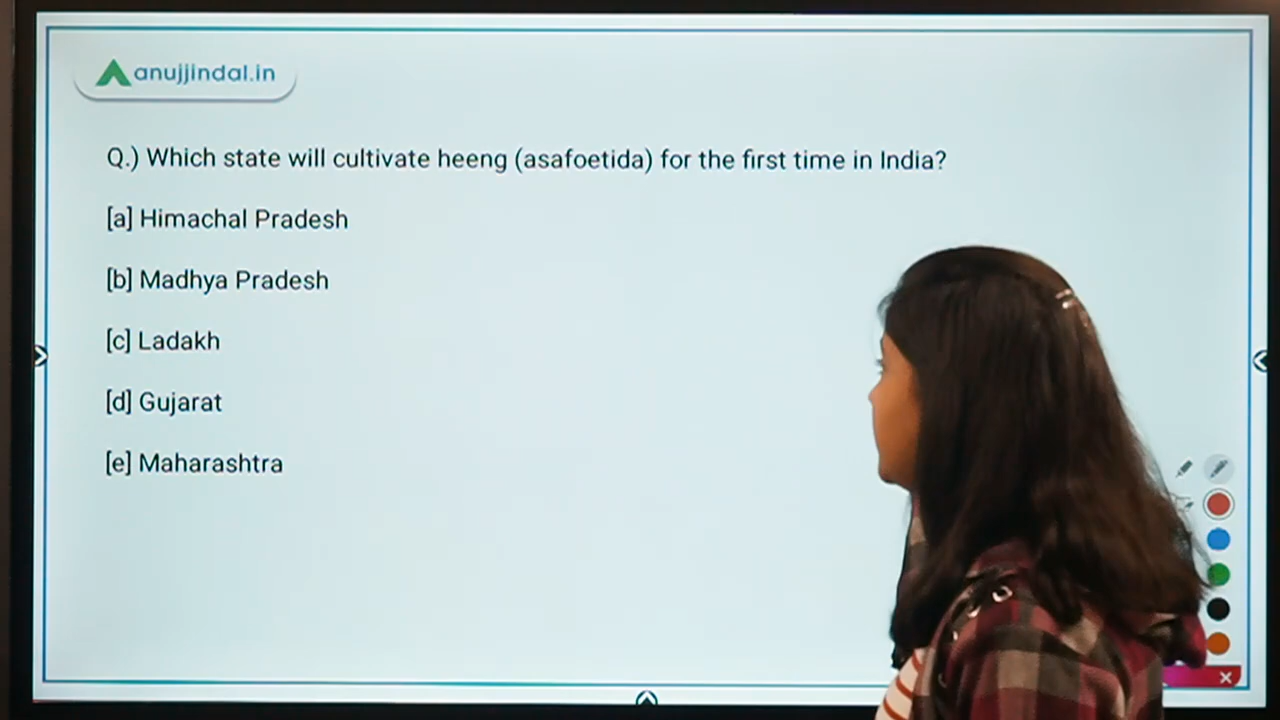 anujjindal.in
Q.) Which state will cultivate heeng (asafoetida) for the first time in India?
[a] Himachal Pradesh
[b] Madhya Pradesh
[c] Ladakh
[d] Gujarat
[e] Maharashtra